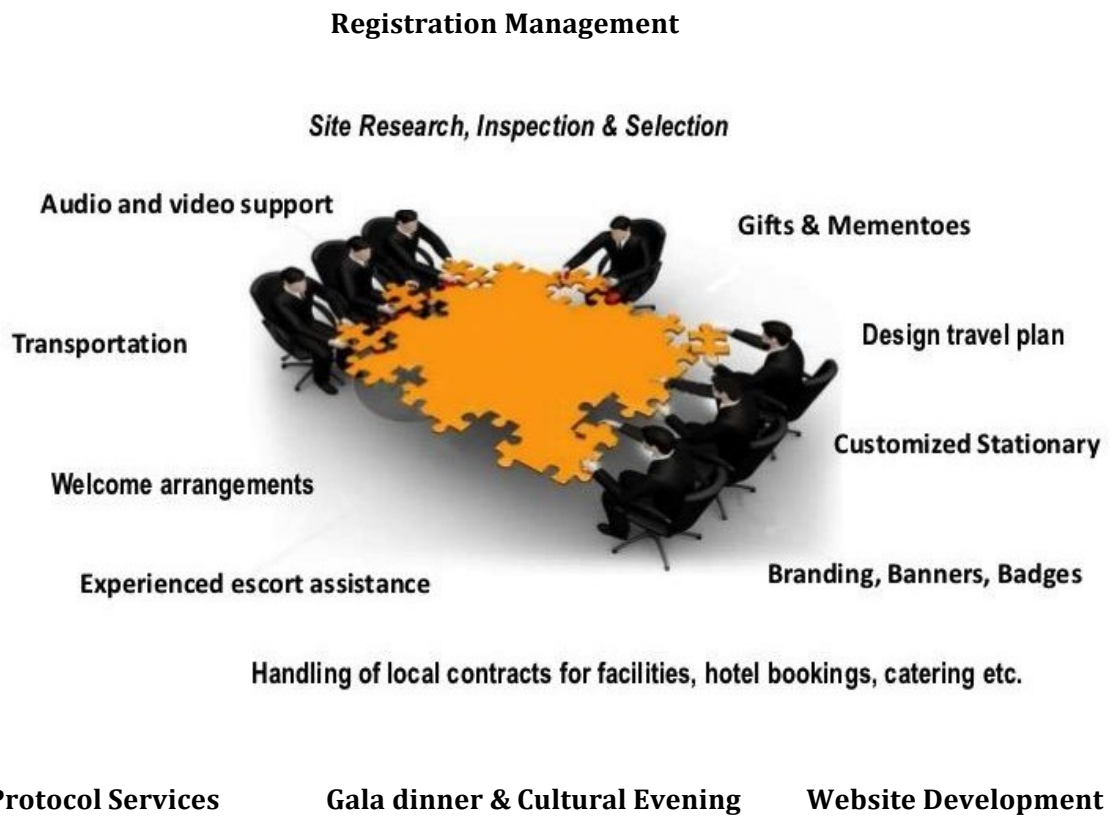 Registration Management
Site Research, Inspection & Selection
Audio and video support
Gifts & Mementoes
Transportation
Design travel plan
Customized Stationary
Welcome arrangements
Experienced escort assistance
Branding, Banners, Badges
Handling of local contracts for facilities, hotel bookings, catering etc.
Protocol Services
Gala dinner & Cultural Evening
Website Development